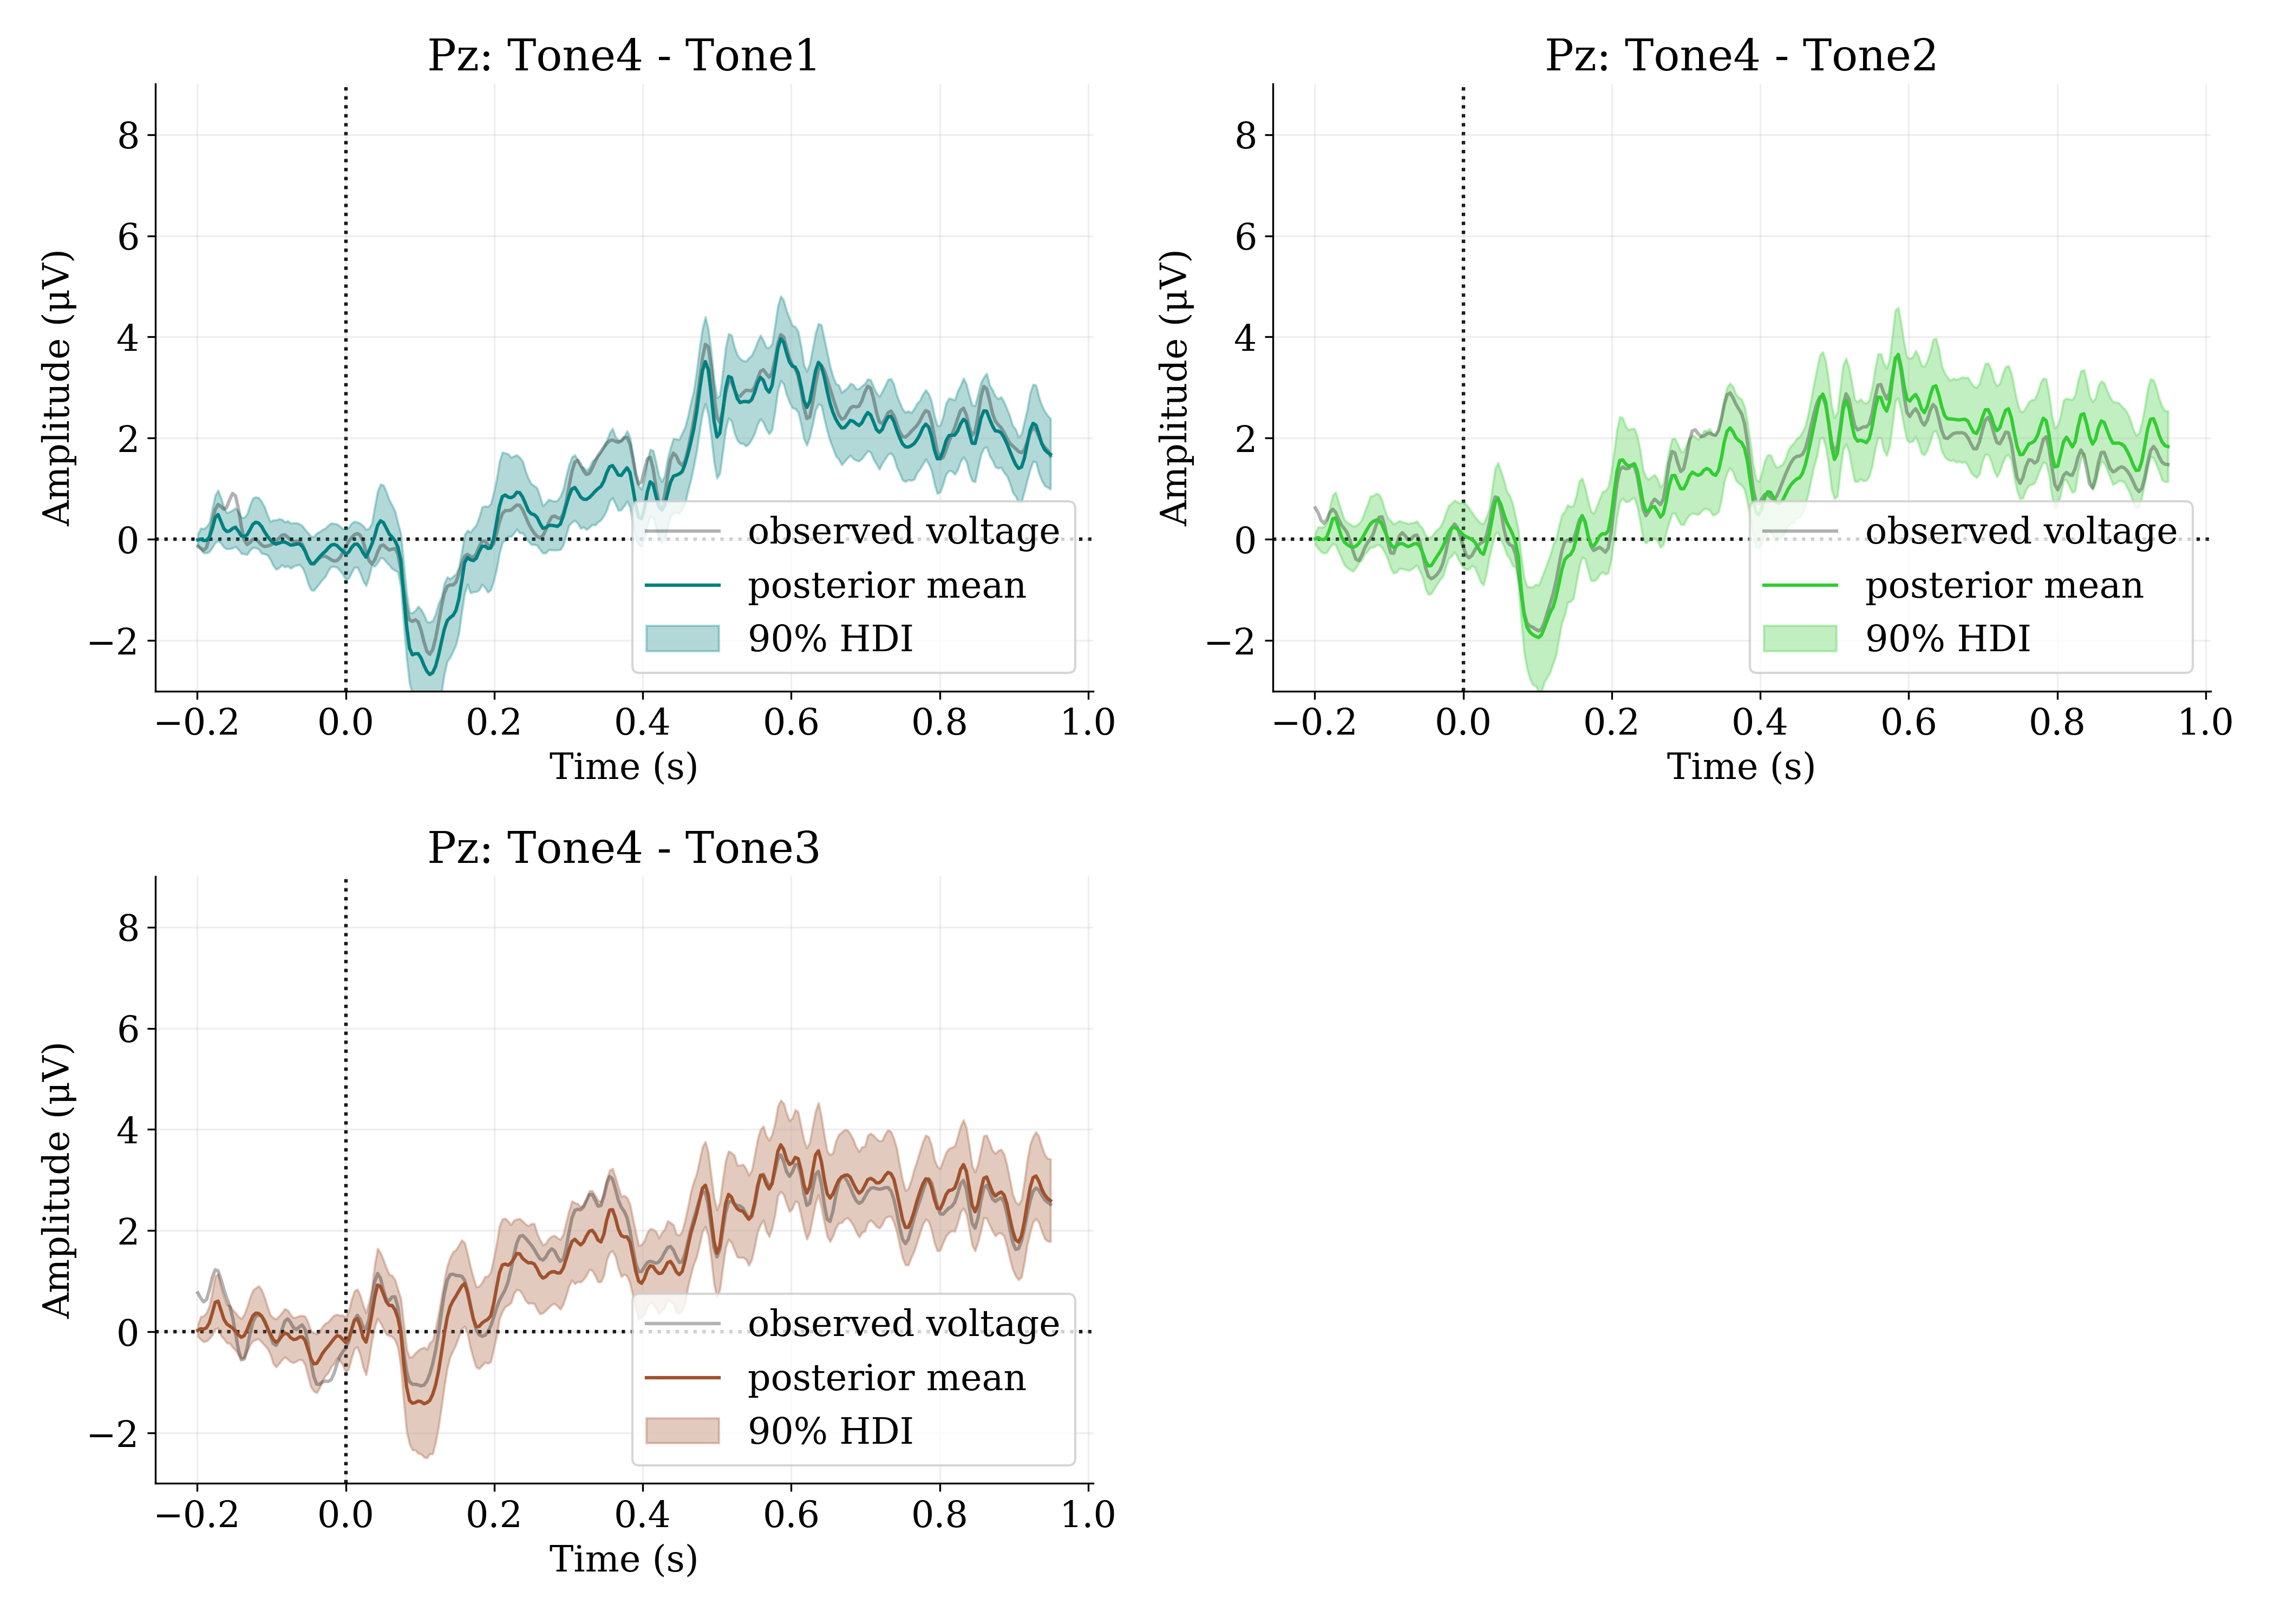 Pz: Tone4 - Tone1
Amplitude (µV)
8
6
4
2
0
−2
observed voltage
posterior mean
90% HDI
−0.2 0.0 0.2 0.4 0.6 0.8 1.0
Time (s)
Pz: Tone4 - Tone2
Amplitude (µV)
8
6
4
2
0
−2
observed voltage
posterior mean
90% HDI
−0.2 0.0 0.2 0.4 0.6 0.8 1.0
Time (s)
Pz: Tone4 - Tone3
Amplitude (µV)
8
6
4
2
0
−2
observed voltage
posterior mean
90% HDI
−0.2 0.0 0.2 0.4 0.6 0.8 1.0
Time (s)